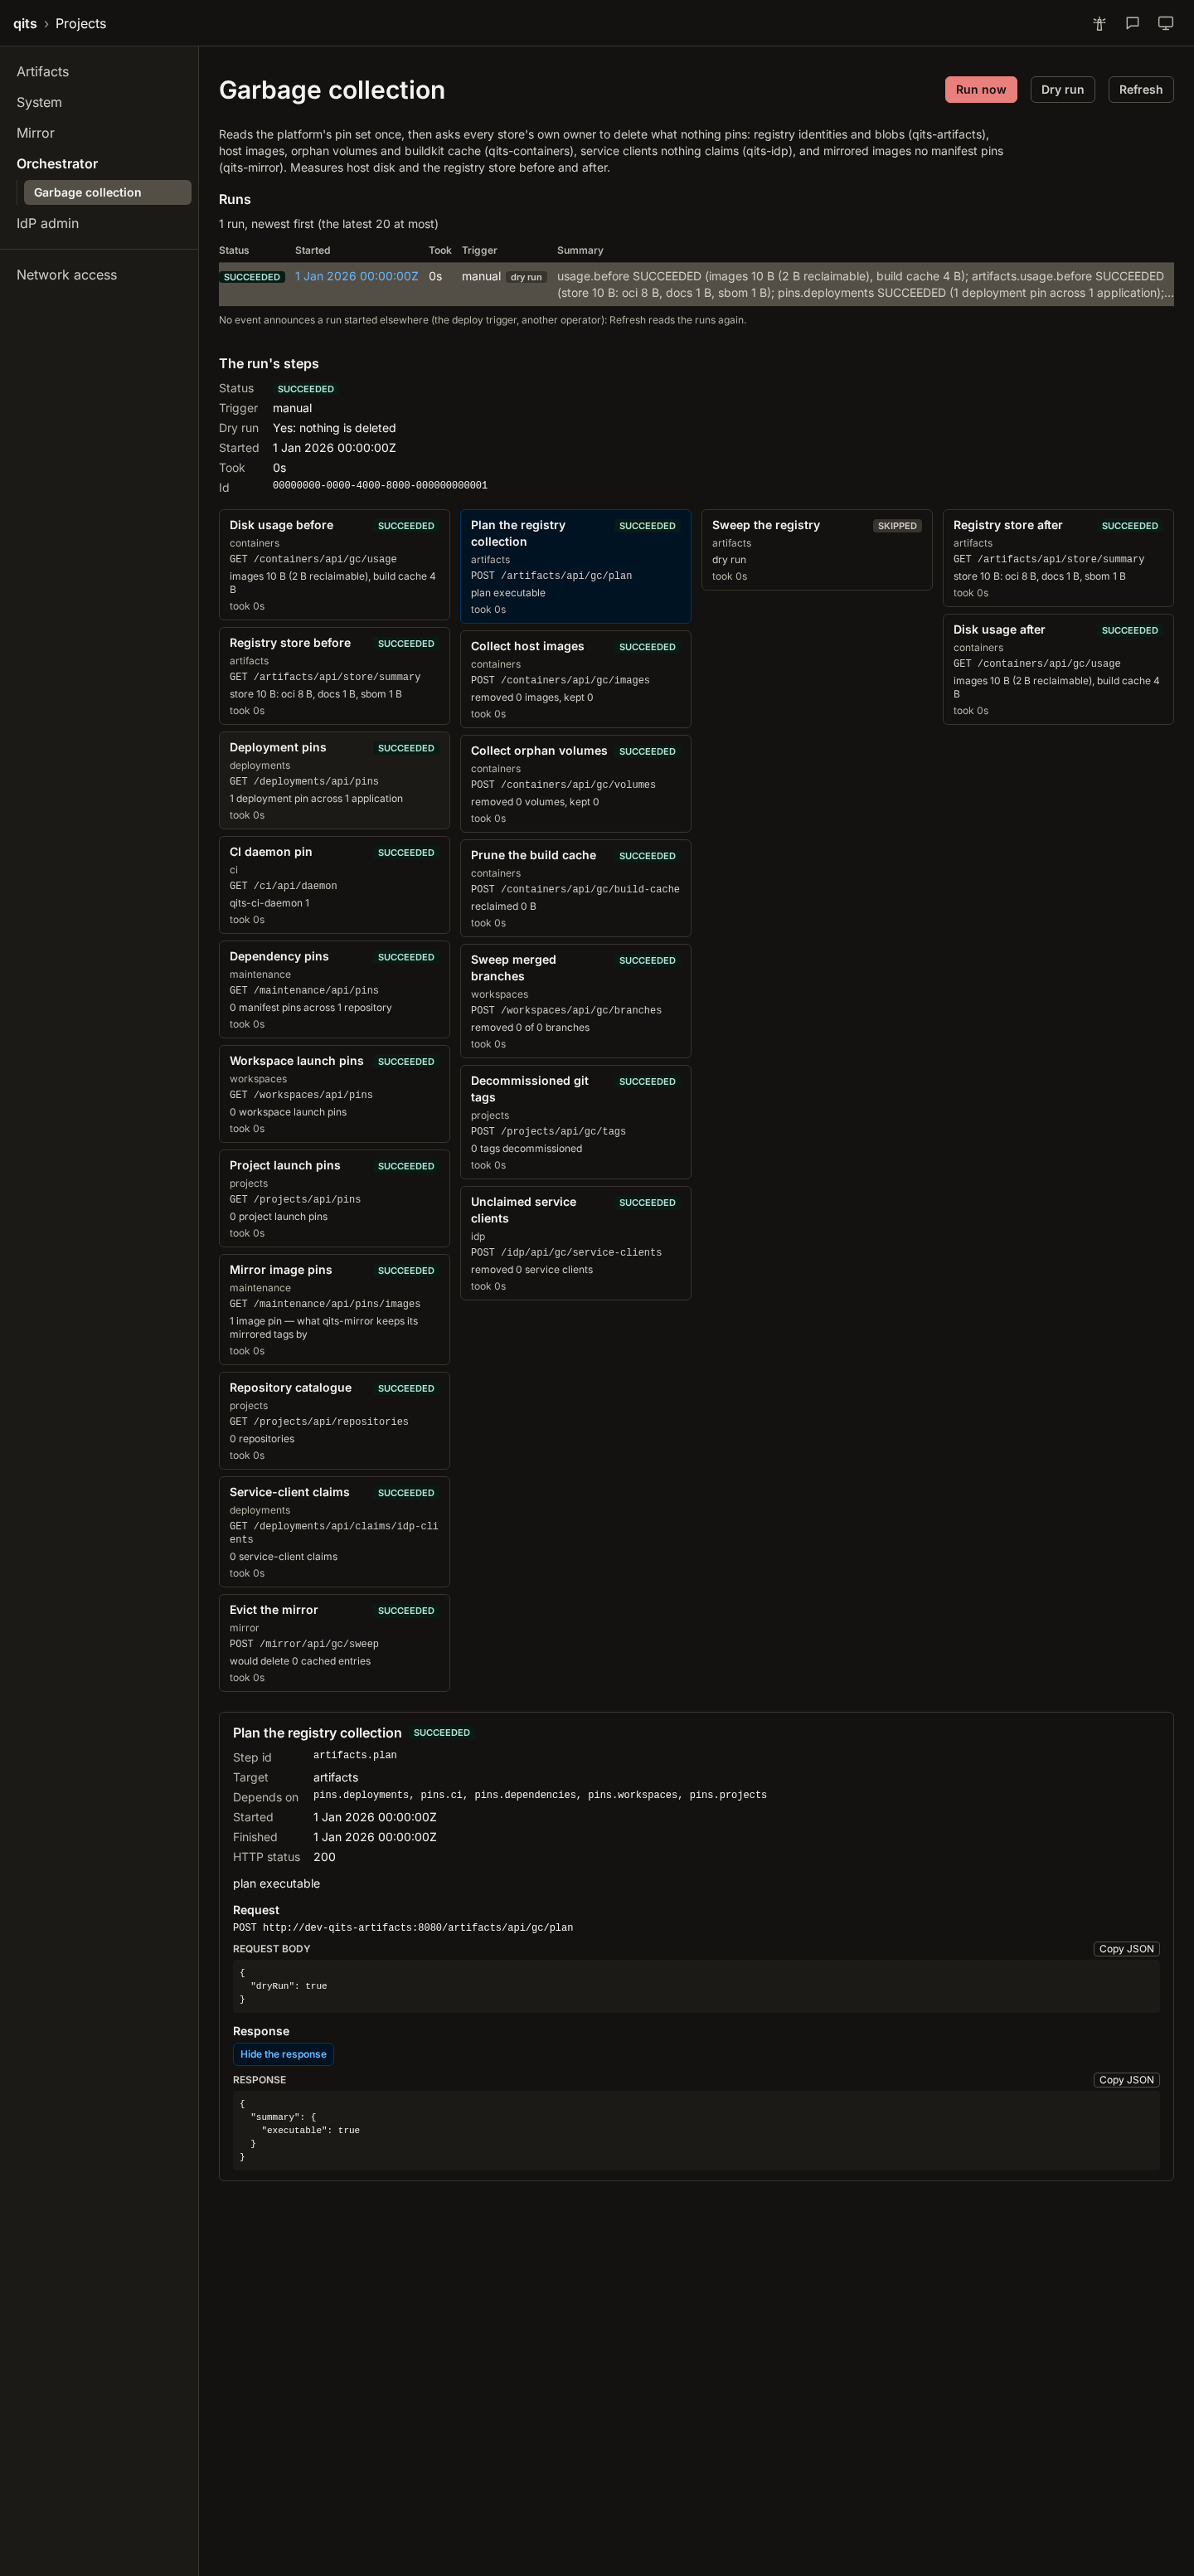 qits › Projects
Artifacts
System
Mirror
Orchestrator
Garbage collection
IdP admin
Network access
Garbage collection
Run now
Dry run
Refresh
Reads the platform's pin set once, then asks every store's own owner to delete what nothing pins: registry identities and blobs (qits-artifacts),
host images, orphan volumes and buildkit cache (qits-containers), service clients nothing claims (qits-idp), and mirrored images no manifest pins
(qits-mirror). Measures host disk and the registry store before and after.
Runs
1 run, newest first (the latest 20 at most)
Status Started Took Trigger Summary
SUCCEEDED 1 Jan 2026 00:00:00Z 0s manual dry run usage.before SUCCEEDED (images 10 B (2 B reclaimable), build cache 4 B); artifacts.usage.before SUCCEEDED
(store 10 B: oci 8 B, docs 1 B, sbom 1 B); pins.deployments SUCCEEDED (1 deployment pin across 1 application);...
No event announces a run started elsewhere (the deploy trigger, another operator): Refresh reads the runs again.
The run's steps
Status SUCCEEDED
Trigger manual
Dry run Yes: nothing is deleted
Started 1 Jan 2026 00:00:00Z
Took 0s
Id 00000000-0000-4000-8000-000000000001
Disk usage before SUCCEEDED
containers
GET /containers/api/gc/usage
images 10 B (2 B reclaimable), build cache 4
B
took 0s
Registry store before SUCCEEDED
artifacts
GET /artifacts/api/store/summary
store 10 B: oci 8 B, docs 1 B, sbom 1 B
took 0s
Deployment pins SUCCEEDED
deployments
GET /deployments/api/pins
1 deployment pin across 1 application
took 0s
CI daemon pin SUCCEEDED
ci
GET /ci/api/daemon
qits-ci-daemon 1
took 0s
Dependency pins SUCCEEDED
maintenance
GET /maintenance/api/pins
0 manifest pins across 1 repository
took 0s
Workspace launch pins SUCCEEDED
workspaces
GET /workspaces/api/pins
0 workspace launch pins
took 0s
Project launch pins SUCCEEDED
projects
GET /projects/api/pins
0 project launch pins
took 0s
Mirror image pins SUCCEEDED
maintenance
GET /maintenance/api/pins/images
1 image pin — what qits-mirror keeps its
mirrored tags by
took 0s
Repository catalogue SUCCEEDED
projects
GET /projects/api/repositories
0 repositories
took 0s
Service-client claims SUCCEEDED
deployments
GET /deployments/api/claims/idp-cli
ents
0 service-client claims
took 0s
Evict the mirror SUCCEEDED
mirror
POST /mirror/api/gc/sweep
would delete 0 cached entries
took 0s
Plan the registry SUCCEEDED
collection
artifacts
POST /artifacts/api/gc/plan
plan executable
took 0s
Collect host images SUCCEEDED
containers
POST /containers/api/gc/images
removed 0 images, kept 0
took 0s
Collect orphan volumes SUCCEEDED
containers
POST /containers/api/gc/volumes
removed 0 volumes, kept 0
took 0s
Prune the build cache SUCCEEDED
containers
POST /containers/api/gc/build-cache
reclaimed 0 B
took 0s
Sweep merged SUCCEEDED
branches
workspaces
POST /workspaces/api/gc/branches
removed 0 of 0 branches
took 0s
Decommissioned git SUCCEEDED
tags
projects
POST /projects/api/gc/tags
0 tags decommissioned
took 0s
Unclaimed service SUCCEEDED
clients
idp
POST /idp/api/gc/service-clients
removed 0 service clients
took 0s
Sweep the registry SKIPPED
artifacts
dry run
took 0s
Registry store after SUCCEEDED
artifacts
GET /artifacts/api/store/summary
store 10 B: oci 8 B, docs 1 B, sbom 1 B
took 0s
Disk usage after SUCCEEDED
containers
GET /containers/api/gc/usage
images 10 B (2 B reclaimable), build cache 4
B
took 0s
Plan the registry collection SUCCEEDED
Step id artifacts.plan
Target artifacts
Depends on pins.deployments, pins.ci, pins.dependencies, pins.workspaces, pins.projects
Started 1 Jan 2026 00:00:00Z
Finished 1 Jan 2026 00:00:00Z
HTTP status 200
plan executable
Request
POST http://dev-qits-artifacts:8080/artifacts/api/gc/plan
REQUEST BODY Copy JSON
{
"dryRun": true
}
Response
Hide the response
RESPONSE Copy JSON
{
"summary": {
"executable": true
}
}